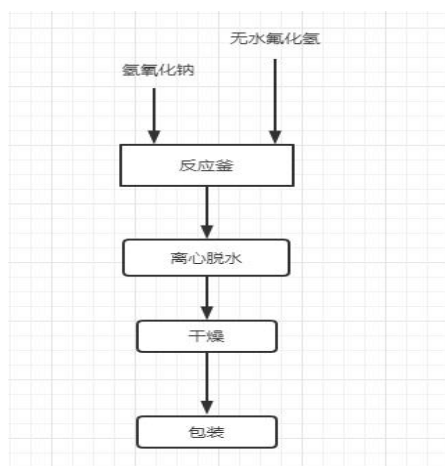 无水氟化氢
氨氧化钠
反应釜
离心脱水
干燥
包装